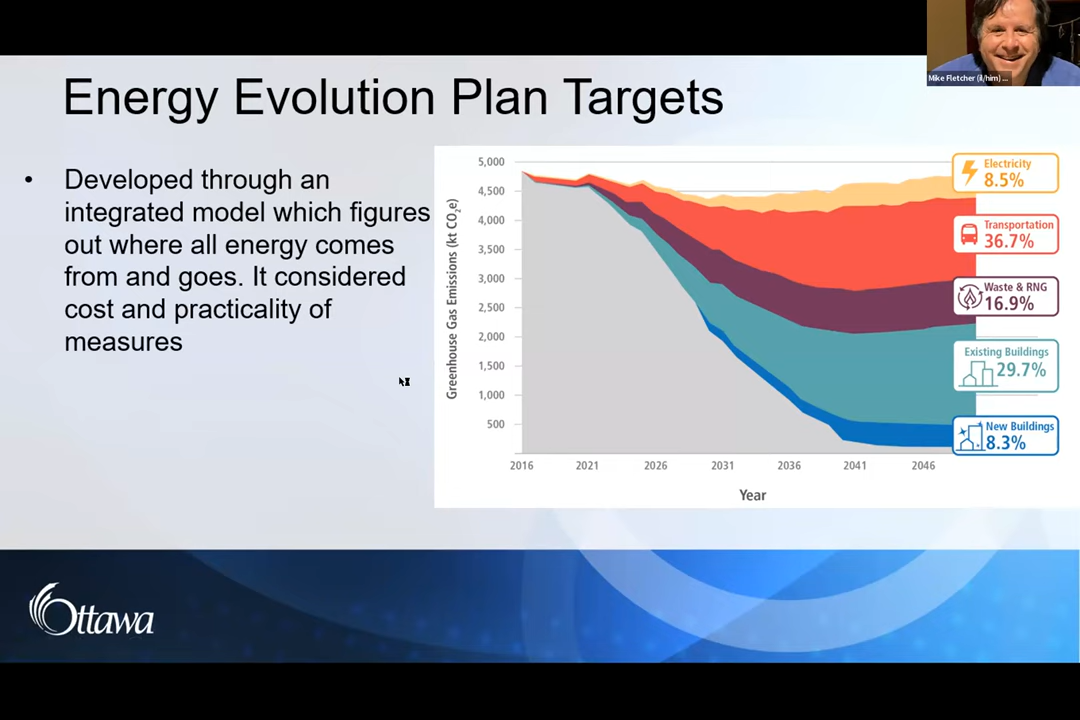 Mike Fletcher (il/him) ...
Energy Evolution Plan Targets
• Developed through an
integrated model which figures
out where all energy comes
from and goes. It considered
cost and practicality of
measures
Greenhouse Gas Emissions (kt CO₂e)
5,000
4,500
4,000
3,500
3,000
2,500
2,000
1,500
1,000
500
2016 2021 2026 2031 2036 2041 2046
Year
Electricity
8.5%
Transportation
36.7%
Waste & RNG
16.9%
Existing Buildings
29.7%
New Buildings
8.3%
Ottawa